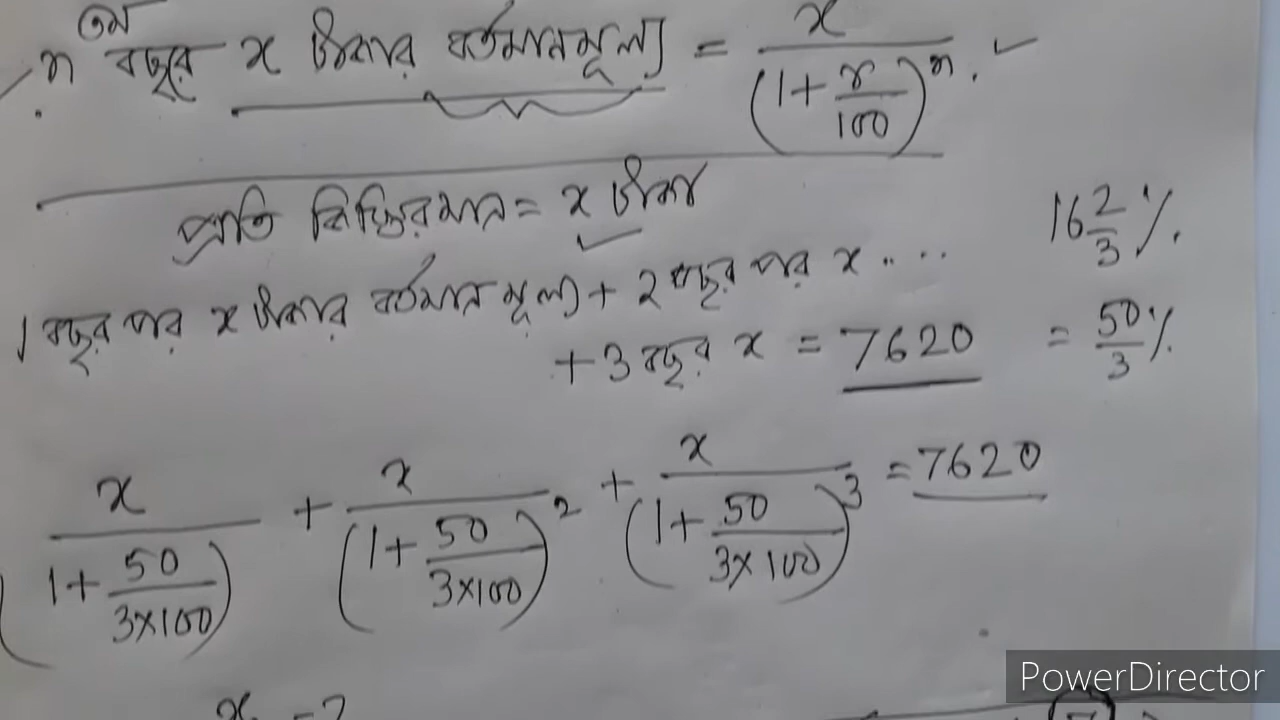 n তম বছরে x টাকার বর্তমানমূল্য = x/(1+r/100)^n.
প্রতি কিস্তিরমান = x টাকা
16 2/3 %.
1 বছর পর x টাকার বর্তমান মূল্য + 2 বছর পর x ....
+ 3 বছর x = 7620
= 50/3 %
x/(1+50/(3×100)) + x/(1+50/(3×100))^2 + x/(1+50/(3×100))^3 = 7620
x = ?
PowerDirector